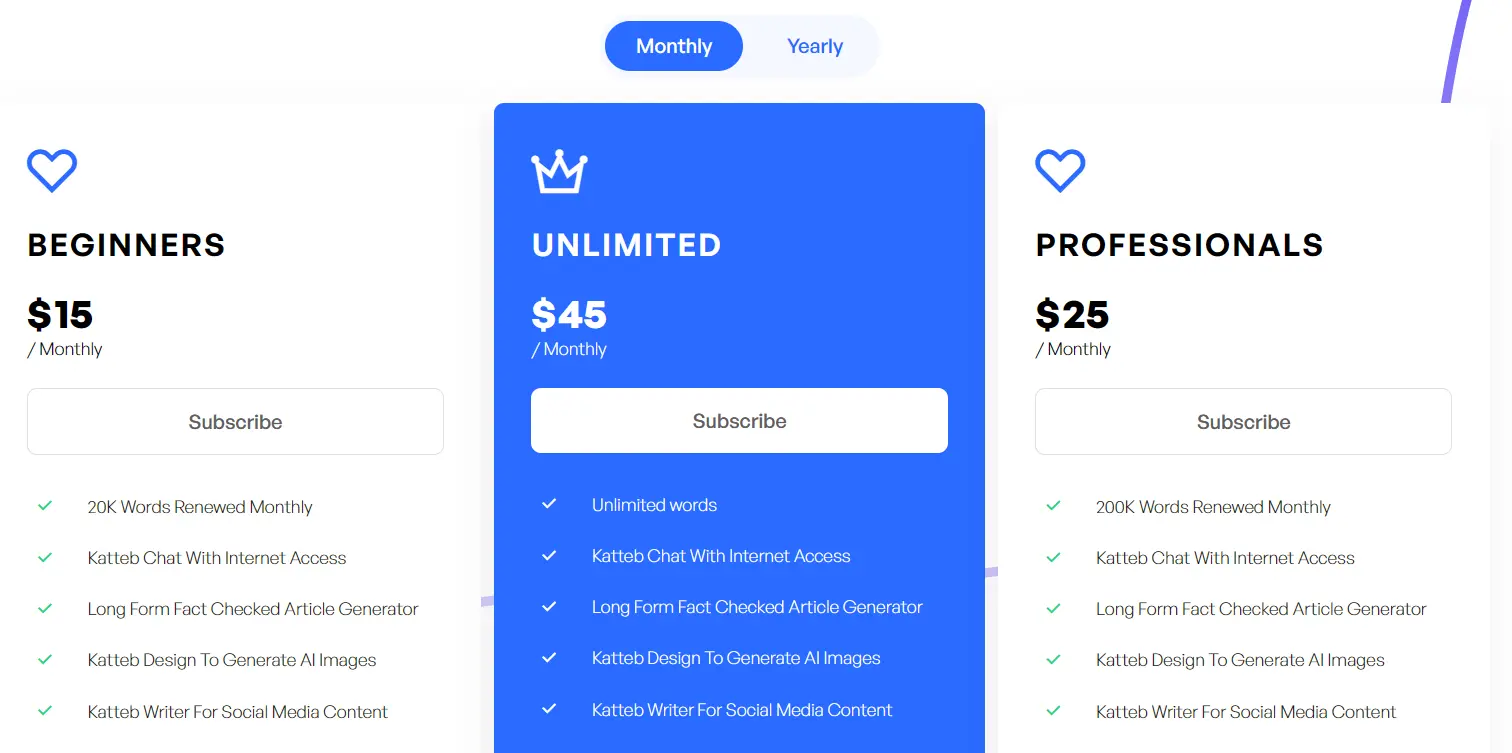 Monthly
Yearly
BEGINNERS
$15
/ Monthly
Subscribe
20K Words Renewed Monthly
Katteb Chat With Internet Access
Long Form Fact Checked Article Generator
Katteb Design To Generate AI Images
Katteb Writer For Social Media Content
UNLIMITED
$45
/ Monthly
Subscribe
Unlimited words
Katteb Chat With Internet Access
Long Form Fact Checked Article Generator
Katteb Design To Generate AI Images
Katteb Writer For Social Media Content
PROFESSIONALS
$25
/ Monthly
Subscribe
200K Words Renewed Monthly
Katteb Chat With Internet Access
Long Form Fact Checked Article Generator
Katteb Design To Generate AI Images
Katteb Writer For Social Media Content